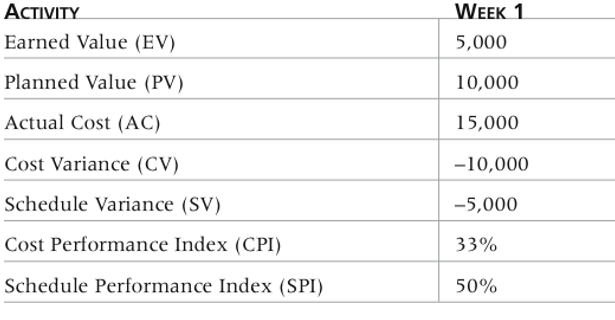 ACTIVITY WEEK 1
Earned Value (EV) 5,000
Planned Value (PV) 10,000
Actual Cost (AC) 15,000
Cost Variance (CV) –10,000
Schedule Variance (SV) –5,000
Cost Performance Index (CPI) 33%
Schedule Performance Index (SPI) 50%